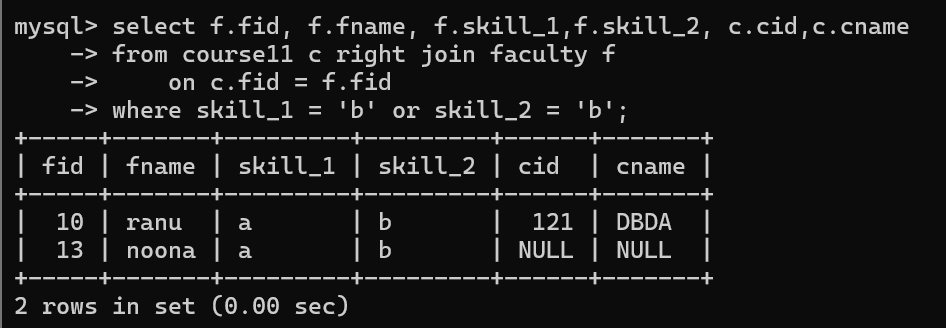 mysql> select f.fid, f.fname, f.skill_1,f.skill_2, c.cid,c.cname
    -> from course11 c right join faculty f
    ->     on c.fid = f.fid
    -> where skill_1 = 'b' or skill_2 = 'b';
+-----+-------+---------+---------+------+-------+
| fid | fname | skill_1 | skill_2 | cid  | cname |
+-----+-------+---------+---------+------+-------+
|  10 | ranu  | a       | b       |  121 | DBDA  |
|  13 | noona | a       | b       | NULL | NULL  |
+-----+-------+---------+---------+------+-------+
2 rows in set (0.00 sec)